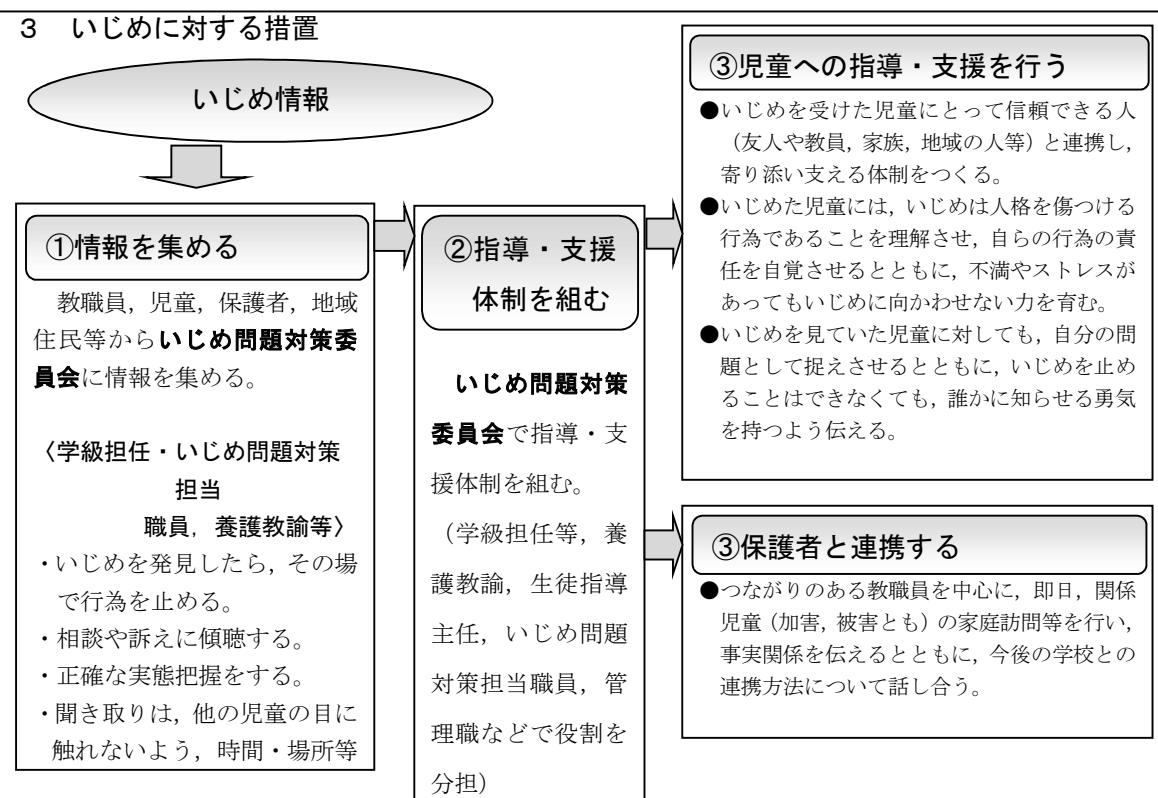 ３　いじめに対する措置
いじめ情報
①情報を集める
教職員，児童，保護者，地域
住民等からいじめ問題対策委
員会に情報を集める。
〈学級担任・いじめ問題対策
担当
職員，養護教諭等〉
・いじめを発見したら，その場
で行為を止める。
・相談や訴えに傾聴する。
・正確な実態把握をする。
・聞き取りは，他の児童の目に
触れないよう，時間・場所等
②指導・支援
体制を組む
いじめ問題対策
委員会で指導・支
援体制を組む。
（学級担任等，養
護教諭，生徒指導
主任，いじめ問題
対策担当職員，管
理職などで役割を
分担）
③児童への指導・支援を行う
●いじめを受けた児童にとって信頼できる人
（友人や教員，家族，地域の人等）と連携し，
寄り添い支える体制をつくる。
●いじめた児童には，いじめは人格を傷つける
行為であることを理解させ，自らの行為の責
任を自覚させるとともに，不満やストレスが
あってもいじめに向かわせない力を育む。
●いじめを見ていた児童に対しても，自分の問
題として捉えさせるとともに，いじめを止め
ることはできなくても，誰かに知らせる勇気
を持つよう伝える。
③保護者と連携する
●つながりのある教職員を中心に，即日，関係
児童（加害，被害とも）の家庭訪問等を行い，
事実関係を伝えるとともに，今後の学校との
連携方法について話し合う。